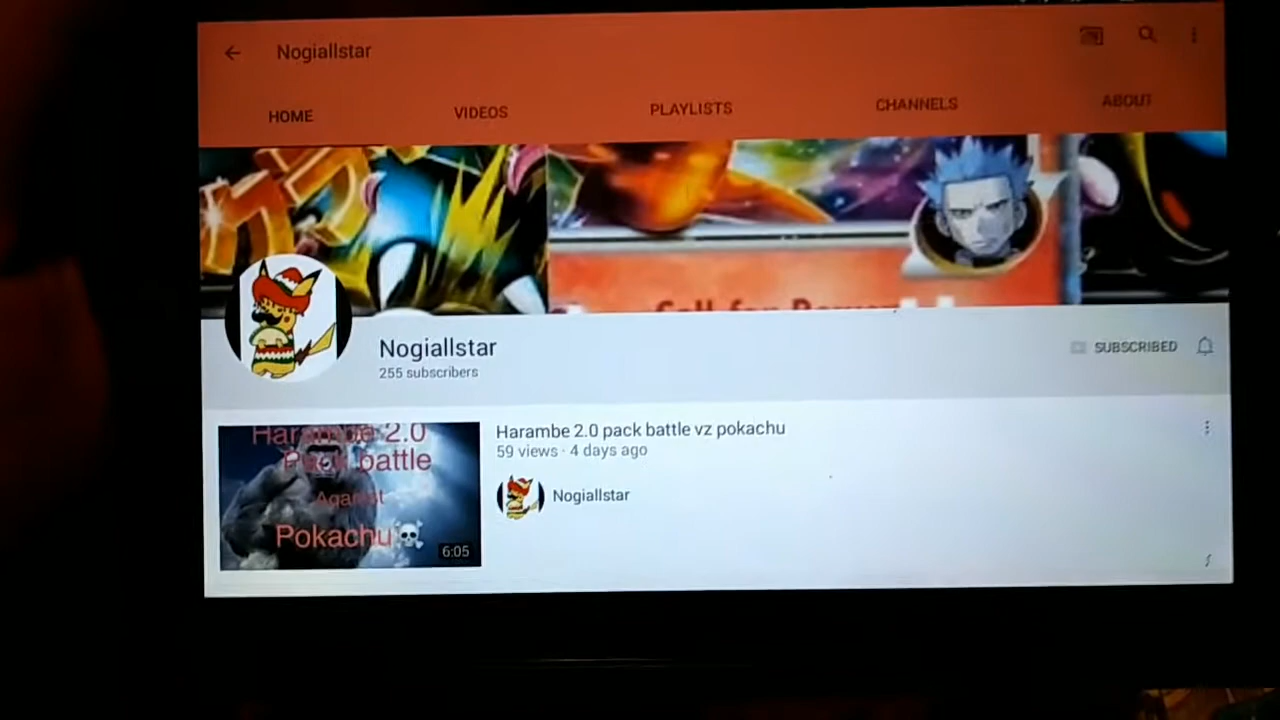 Nogiallstar
HOME VIDEOS PLAYLISTS CHANNELS ABOUT
Nogiallstar
255 subscribers
SUBSCRIBED
Harambe 2.0
Pack battle
Against
Pokachu
6:05
Harambe 2.0 pack battle vz pokachu
59 views · 4 days ago
Nogiallstar